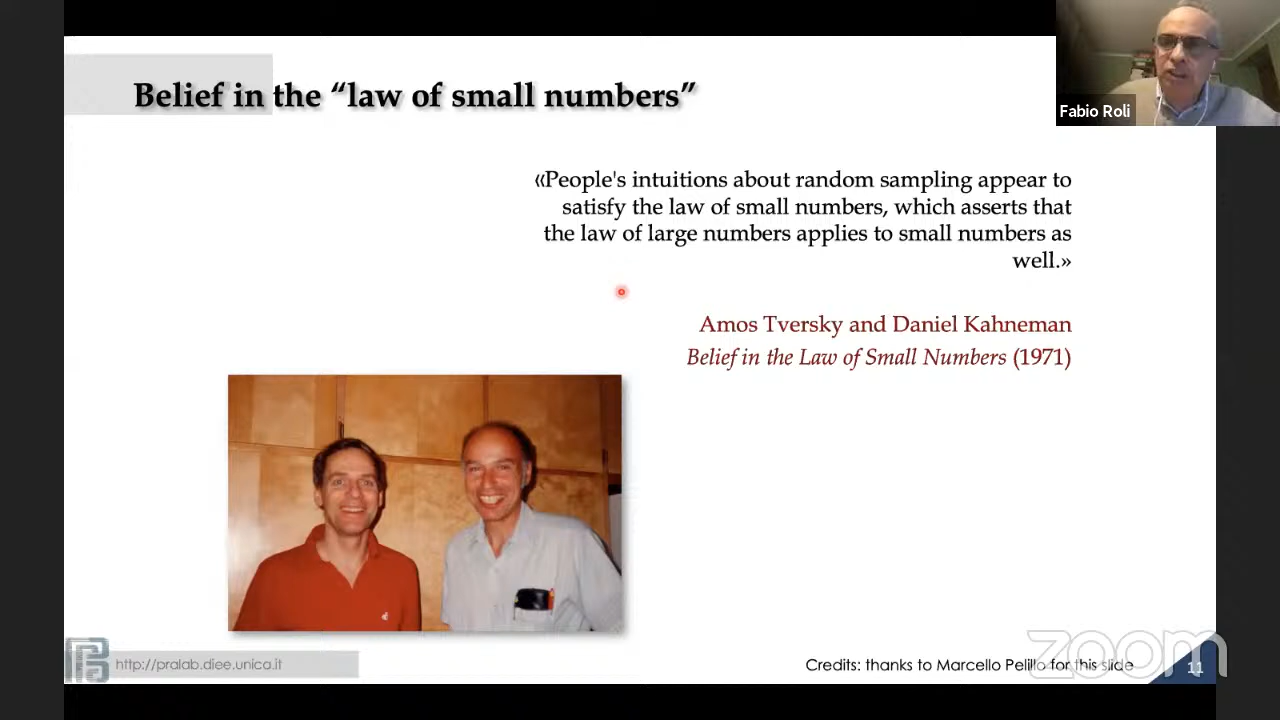 Belief in the “law of small numbers”
Fabio Roli
«People's intuitions about random sampling appear to
satisfy the law of small numbers, which asserts that
the law of large numbers applies to small numbers as
well.»
Amos Tversky and Daniel Kahneman
Belief in the Law of Small Numbers (1971)
http://pralab.diee.unica.it
Credits: thanks to Marcello Pelillo for this slide
zoom
11